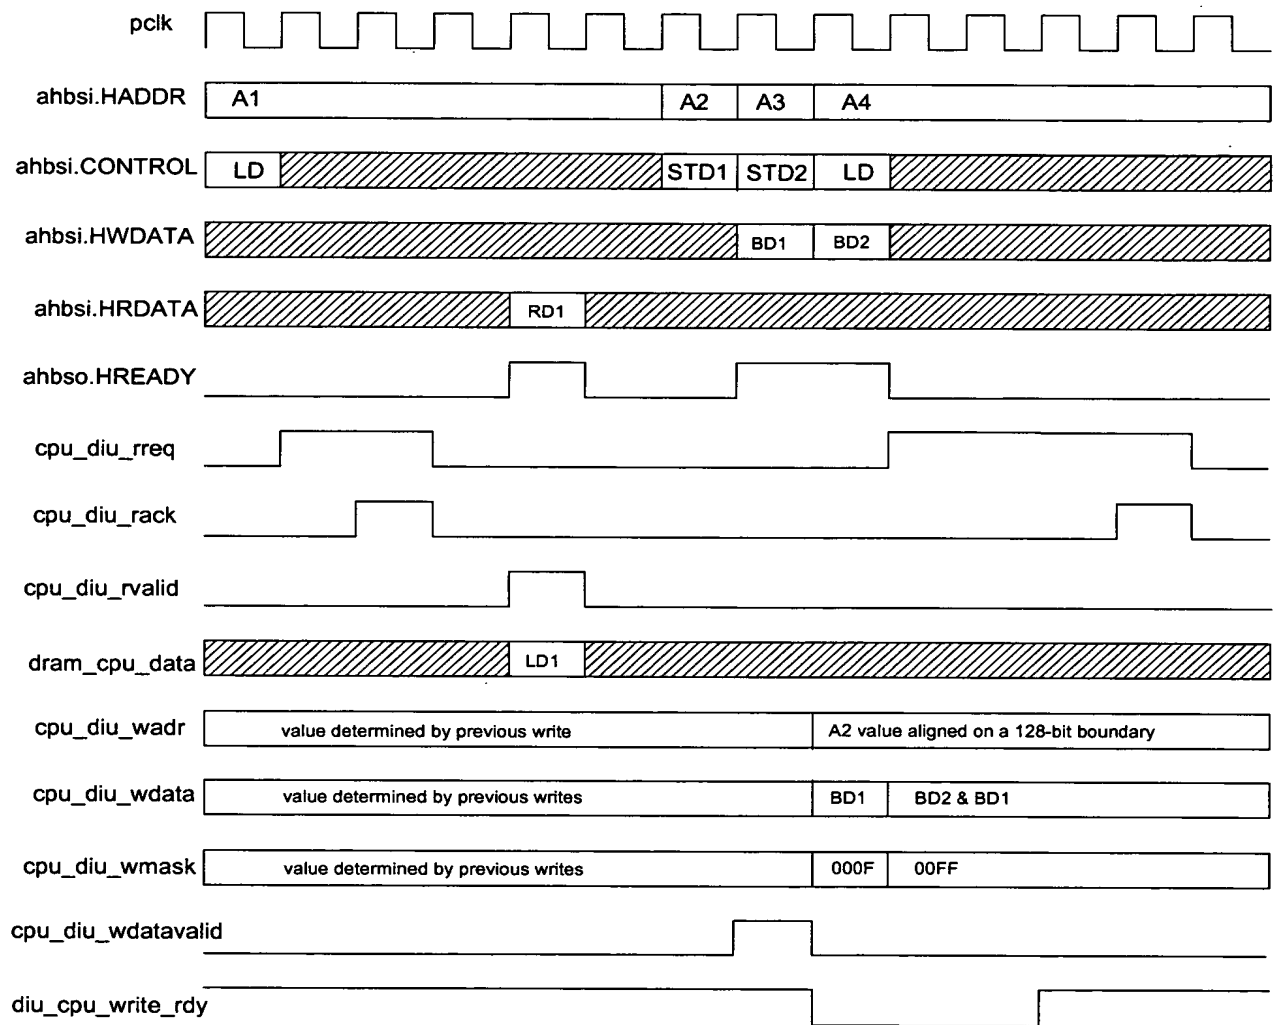 pclk
ahbsi.HADDR A1 A2 A3 A4
ahbsi.CONTROL LD STD1 STD2 LD
ahbsi.HWDATA BD1 BD2
ahbsi.HRDATA RD1
ahbso.HREADY
cpu_diu_rreq
cpu_diu_rack
cpu_diu_rvalid
dram_cpu_data LD1
cpu_diu_wadr value determined by previous write A2 value aligned on a 128-bit boundary
cpu_diu_wdata value determined by previous writes BD1 BD2 & BD1
cpu_diu_wmask value determined by previous writes 000F 00FF
cpu_diu_wdatavalid
diu_cpu_write_rdy